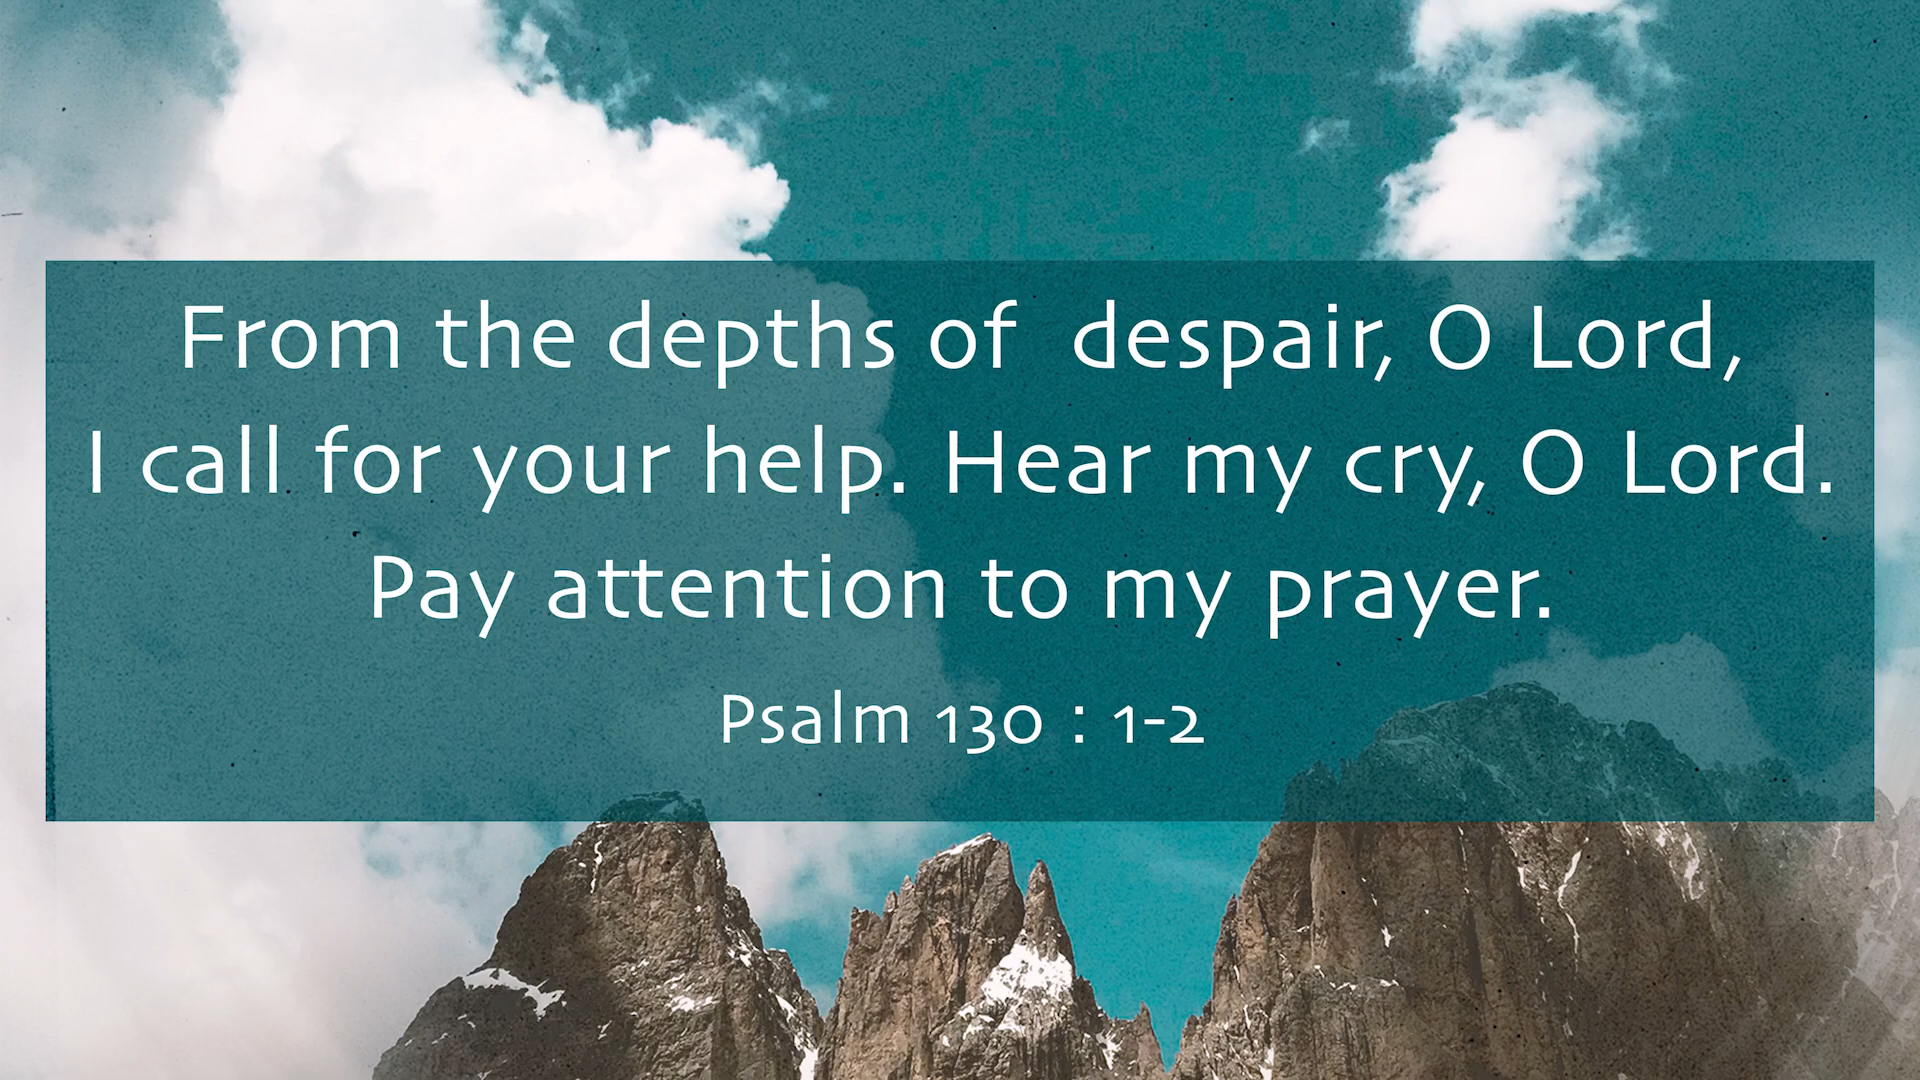 From the depths of  despair, O Lord,
I call for your help. Hear my cry, O Lord.
Pay attention to my prayer.
Psalm 130 : 1-2